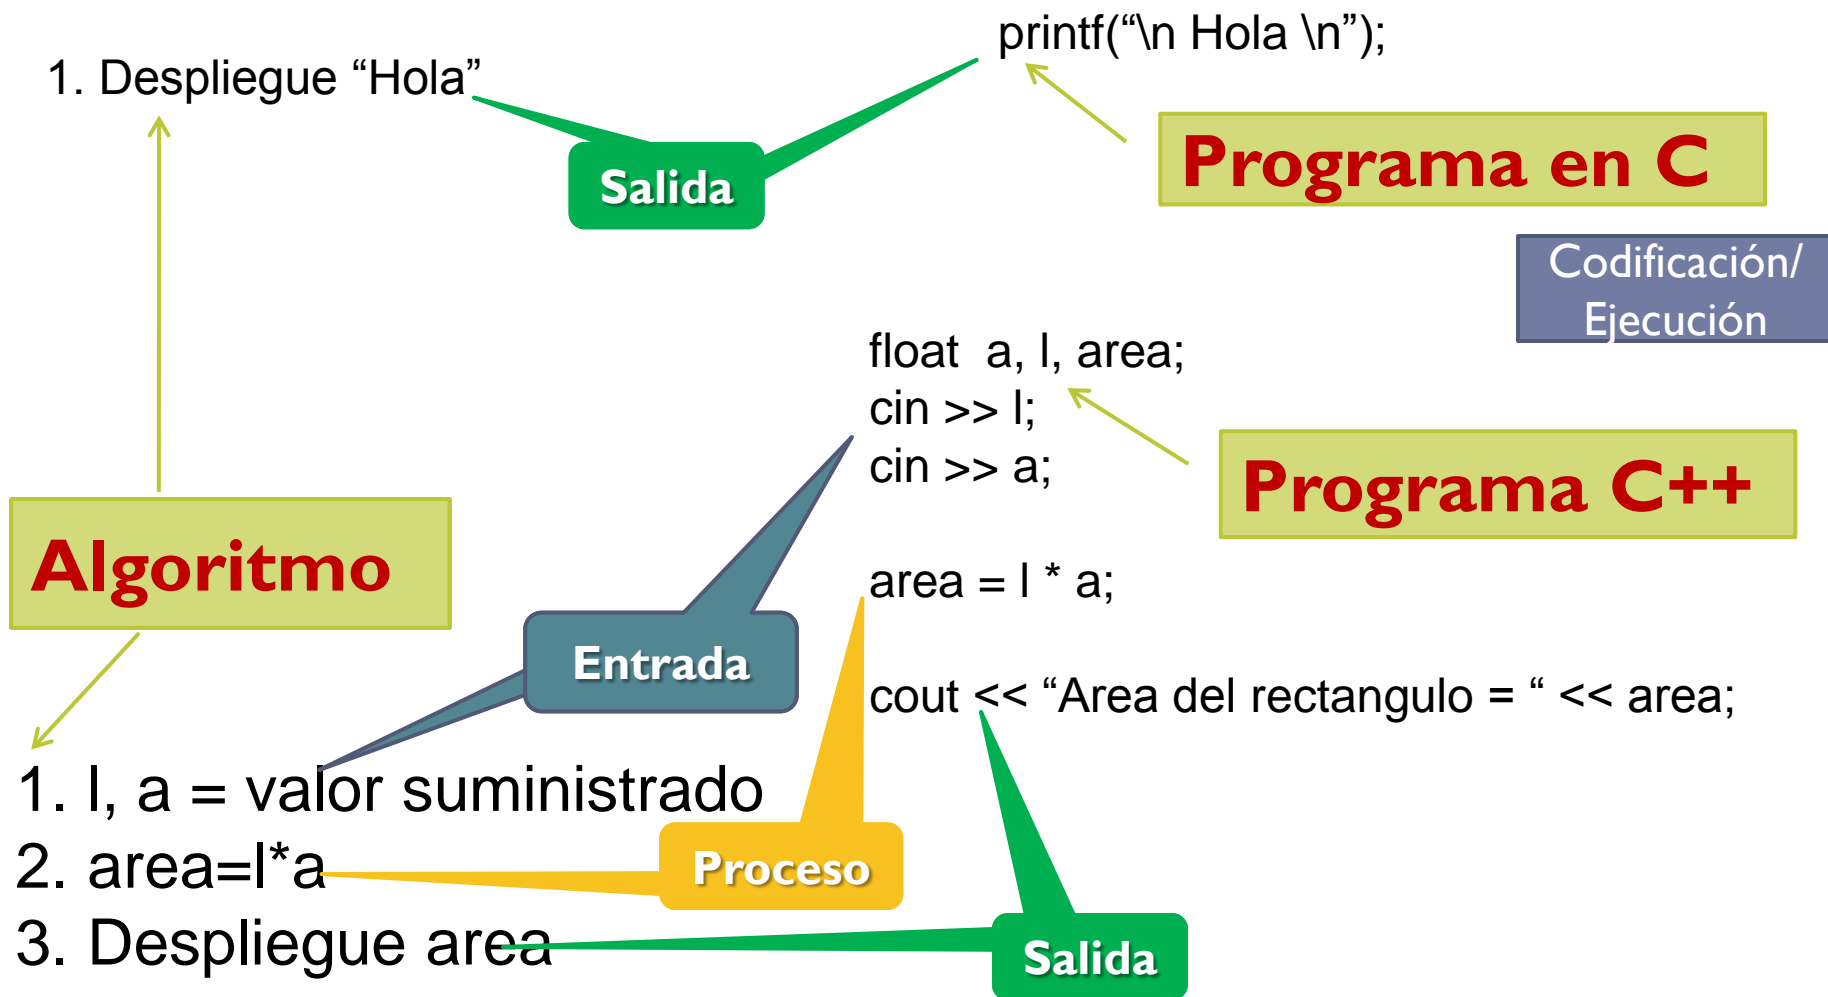 printf(“\n Hola \n”);
1. Despliegue “Hola”
Programa en C
Salida
Codificación/
Ejecución
float  a, l, area;
cin >> l;
cin >> a;
Programa C++
Algoritmo
area = l * a;
Entrada
cout << “Area del rectangulo = “ << area;
1. l, a = valor suministrado
2. area=l*a
Proceso
3. Despliegue area
Salida